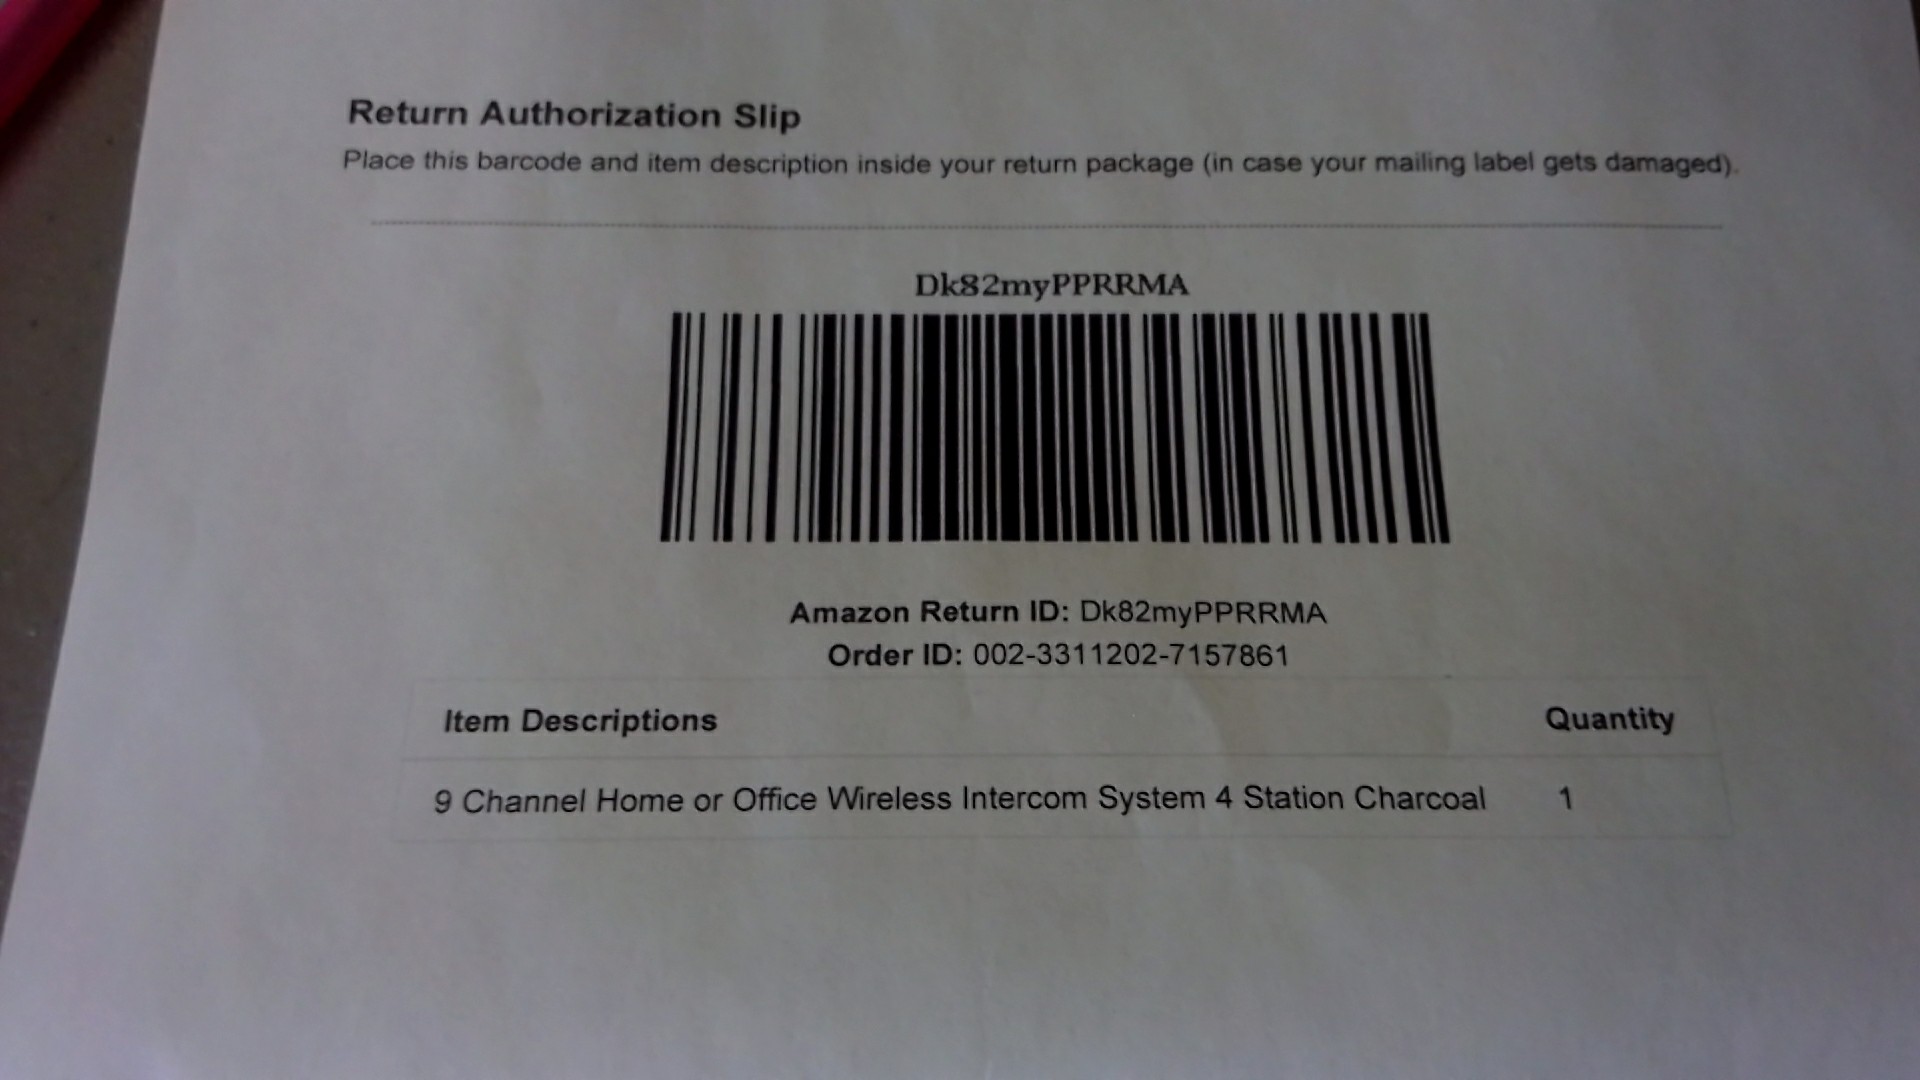 Return Authorization Slip
Place this barcode and item description inside your return package (in case your mailing label gets damaged).
Dk82myPPRRMA
Amazon Return ID: Dk82myPPRRMA
Order ID: 002-3311202-7157861
Item Descriptions Quantity
9 Channel Home or Office Wireless Intercom System 4 Station Charcoal 1